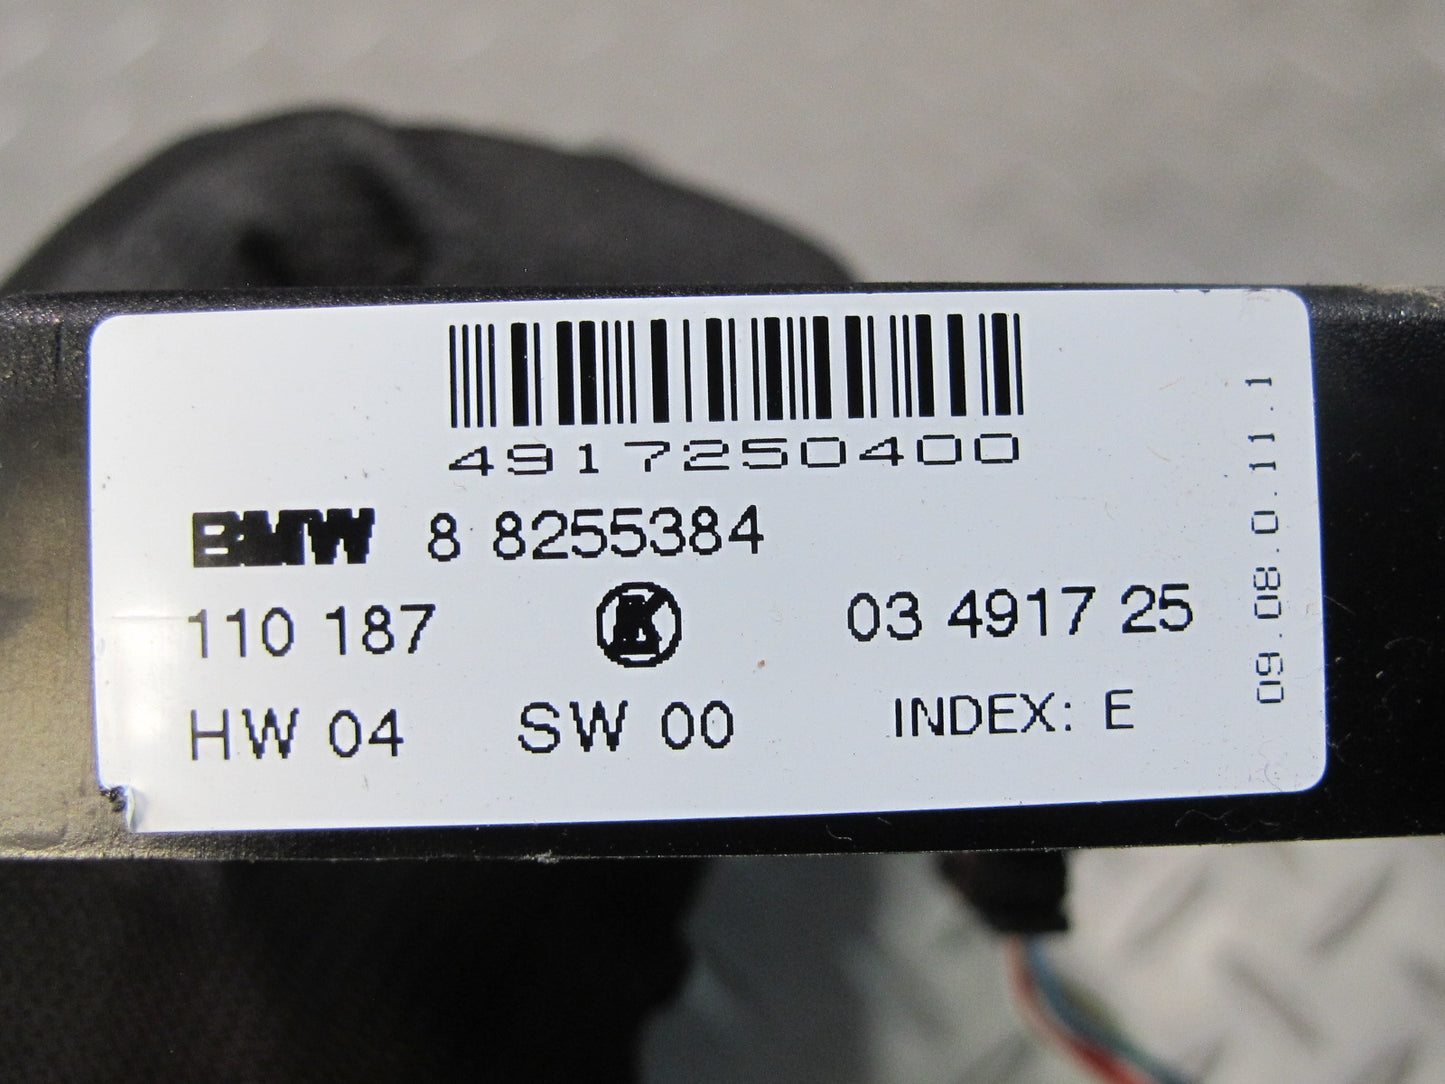 4917250400
BMW 8 8255384
110 187 K 03 4917 25
HW 04 SW 00 INDEX: E
09.08.0.11.1